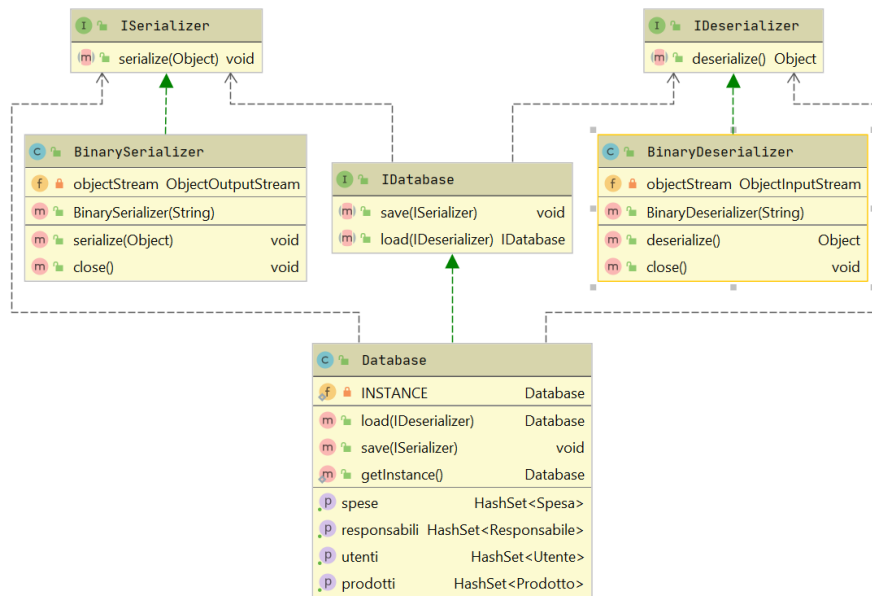 ISerializer
serialize(Object) void
IDeserializer
deserialize() Object
BinarySerializer
objectStream ObjectOutputStream
BinarySerializer(String)
serialize(Object) void
close() void
IDatabase
save(ISerializer) void
load(IDeserializer) IDatabase
BinaryDeserializer
objectStream ObjectInputStream
BinaryDeserializer(String)
deserialize() Object
close() void
Database
INSTANCE Database
load(IDeserializer) Database
save(ISerializer) void
getInstance() Database
spese HashSet<Spesa>
responsabili HashSet<Responsabile>
utenti HashSet<Utente>
prodotti HashSet<Prodotto>